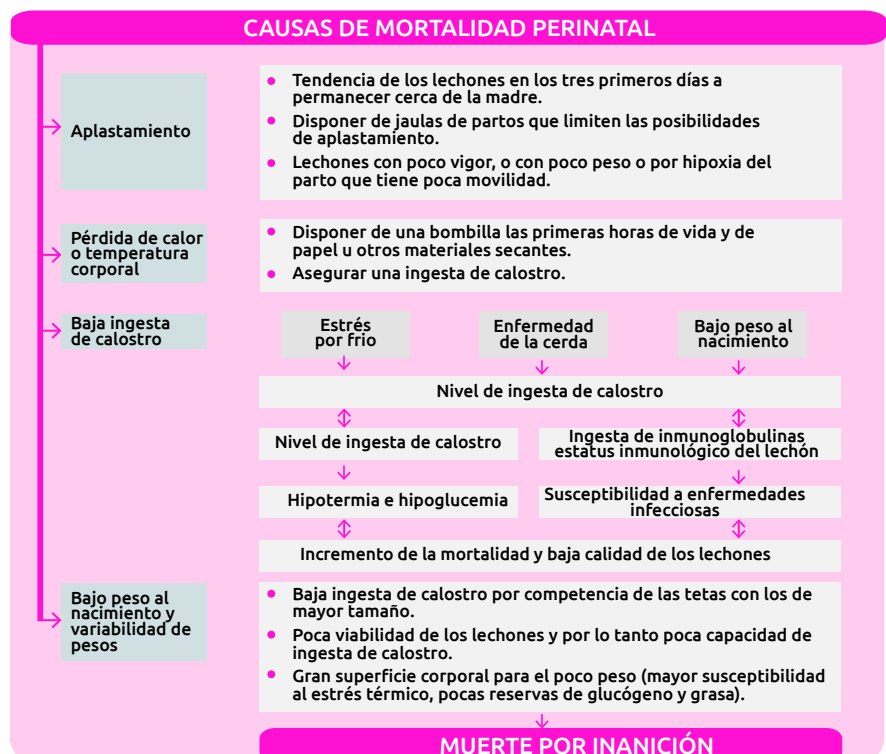 CAUSAS DE MORTALIDAD PERINATAL
Aplastamiento
• Tendencia de los lechones en los tres primeros días a
permanecer cerca de la madre.
• Disponer de jaulas de partos que limiten las posibilidades
de aplastamiento.
• Lechones con poco vigor, o con poco peso o por hipoxia del
parto que tiene poca movilidad.
Pérdida de calor
o temperatura
corporal
• Disponer de una bombilla las primeras horas de vida y de
papel u otros materiales secantes.
• Asegurar una ingesta de calostro.
Baja ingesta
de calostro
Estrés
por frio
Enfermedad
de la cerda
Bajo peso al
nacimiento
Nivel de ingesta de calostro
Nivel de ingesta de calostro
Ingesta de inmunoglobulinas
estatus inmunológico del lechón
Hipotermia e hipoglucemia
Susceptibilidad a enfermedades
infecciosas
Incremento de la mortalidad y baja calidad de los lechones
Bajo peso al
nacimiento y
variabilidad de
pesos
• Baja ingesta de calostro por competencia de las tetas con los de
mayor tamaño.
• Poca viabilidad de los lechones y por lo tanto poca capacidad de
ingesta de calostro.
• Gran superficie corporal para el poco peso (mayor susceptibilidad
al estrés térmico, pocas reservas de glucógeno y grasa).
MUERTE POR INANICIÓN